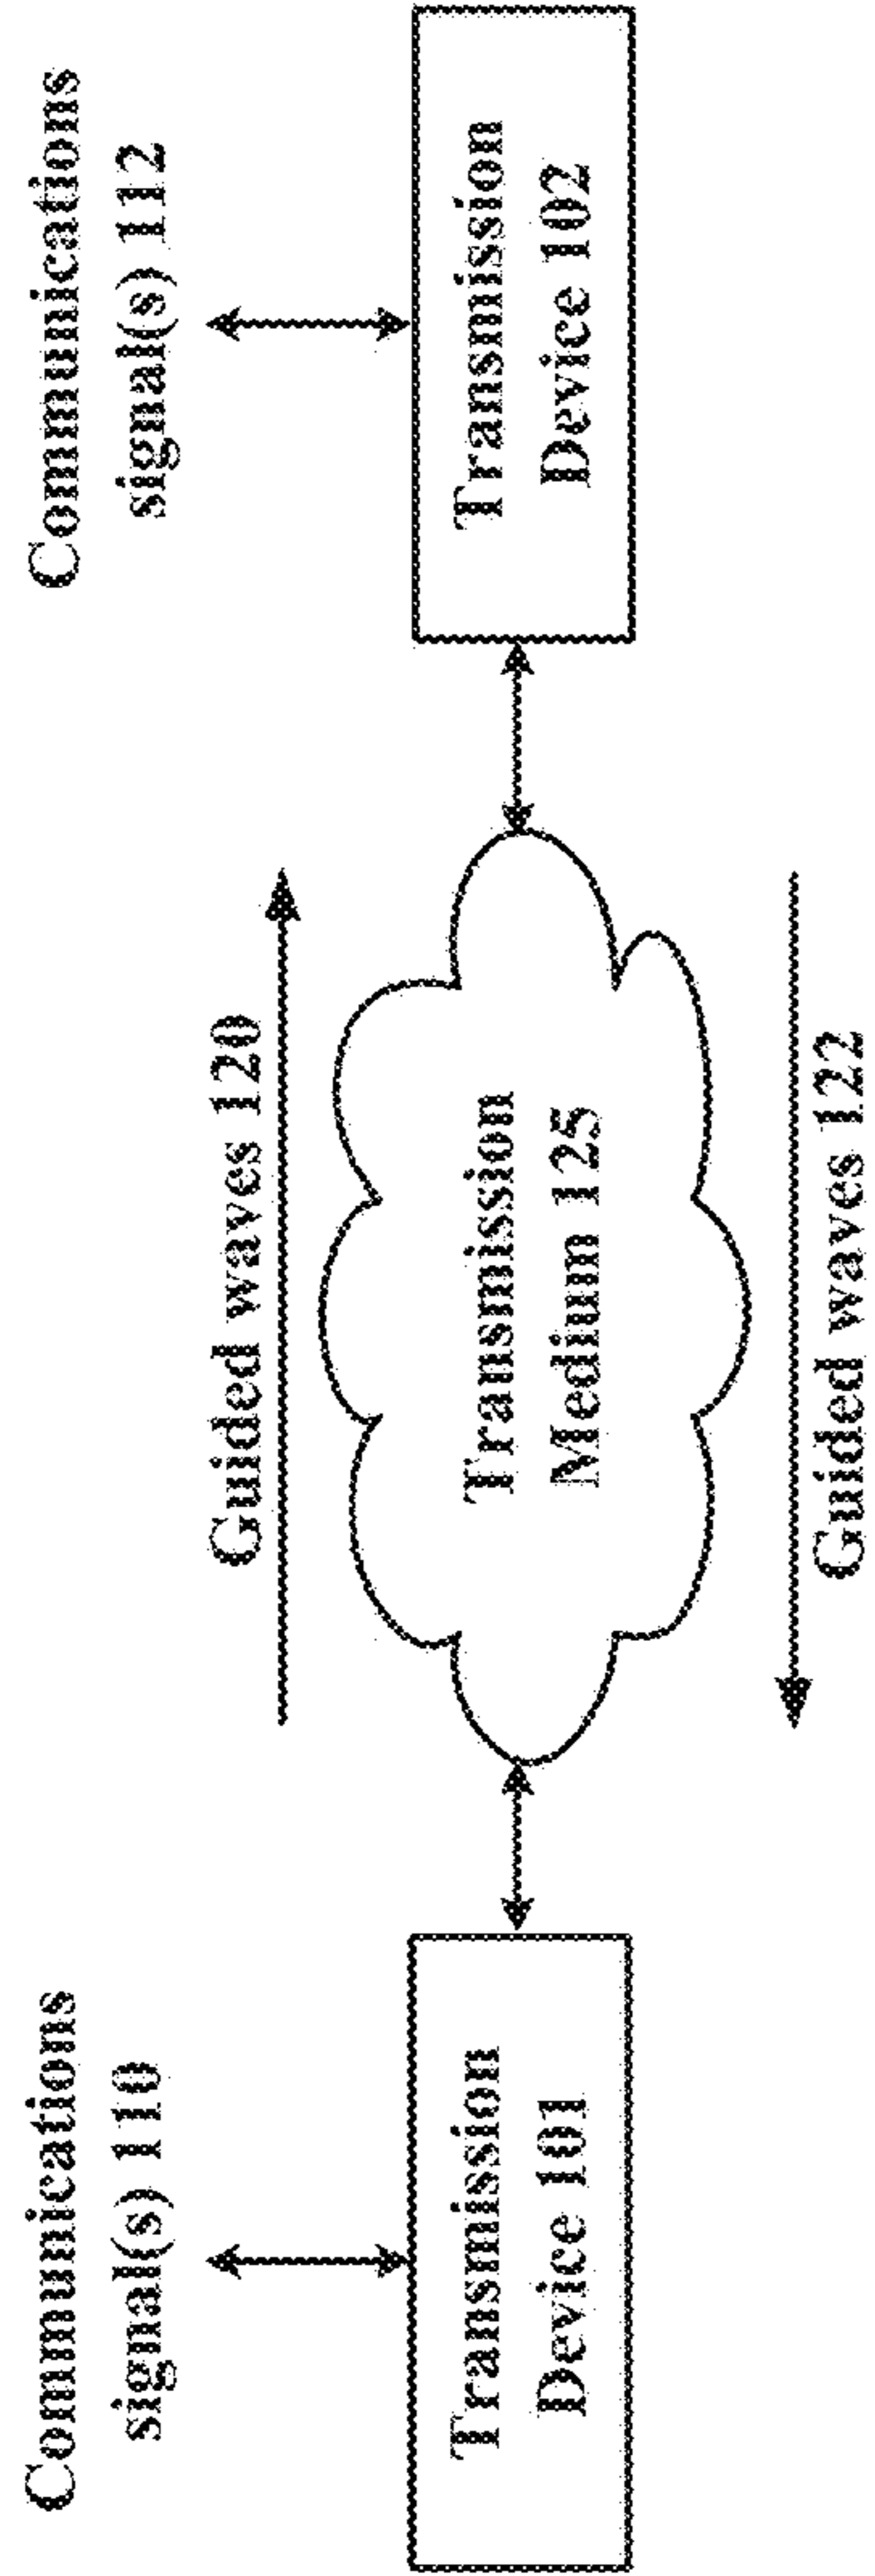 Communications
signal(s) 110
Transmission
Device 101
Guided waves 120
Transmission
Medium 125
Guided waves 122
Communications
signal(s) 112
Transmission
Device 102